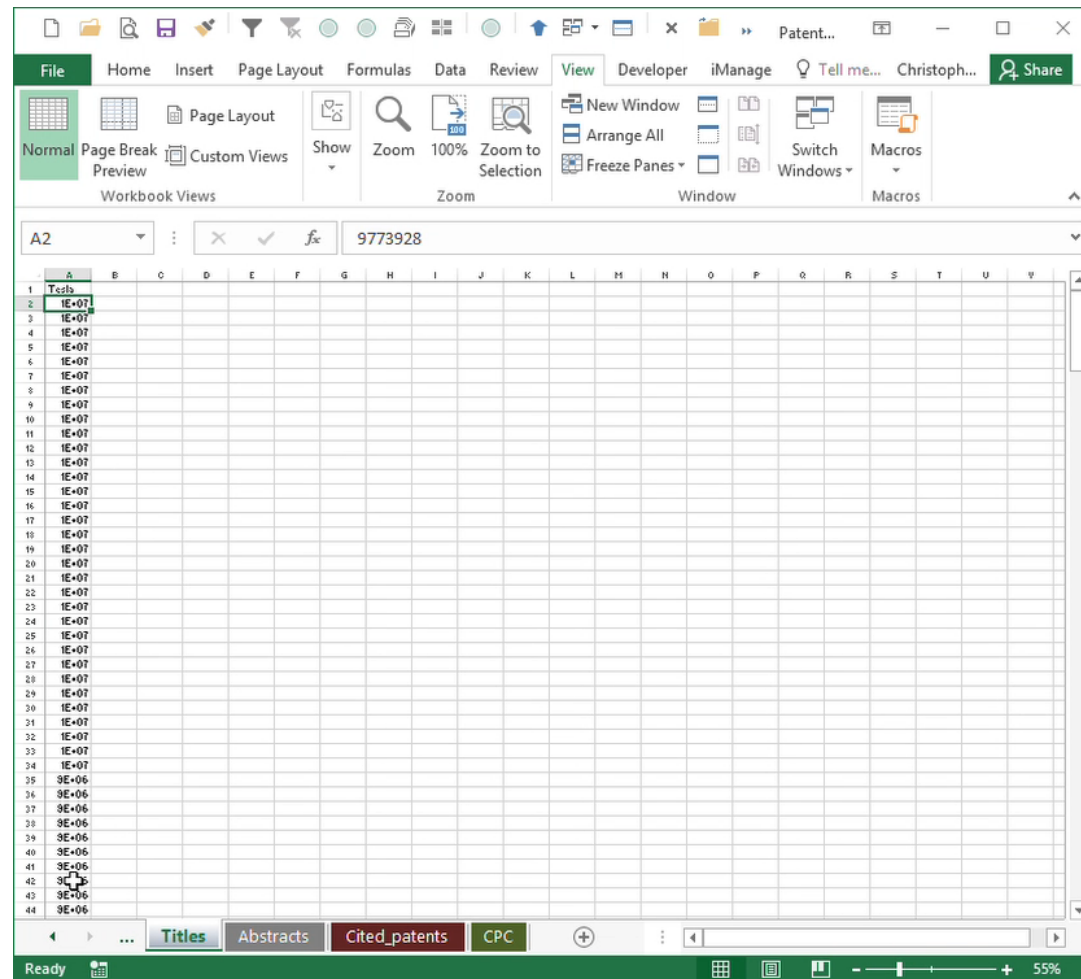 Patent...
File Home Insert Page Layout Formulas Data Review View Developer iManage Tell me... Christoph... Share
Normal Page Break Preview Page Layout Custom Views Show Zoom 100 100% Zoom to Selection New Window Arrange All Freeze Panes Switch Windows Macros
Workbook Views Zoom Window Macros
A2 fx 9773928
A B C D E F G H I J K L M N O P Q R S T U V
1 Tesla
2 1E+07
3 1E+07
4 1E+07
5 1E+07
6 1E+07
7 1E+07
8 1E+07
9 1E+07
10 1E+07
11 1E+07
12 1E+07
13 1E+07
14 1E+07
15 1E+07
16 1E+07
17 1E+07
18 1E+07
19 1E+07
20 1E+07
21 1E+07
22 1E+07
23 1E+07
24 1E+07
25 1E+07
26 1E+07
27 1E+07
28 1E+07
29 1E+07
30 1E+07
31 1E+07
32 1E+07
33 1E+07
34 1E+07
35 9E+06
36 9E+06
37 9E+06
38 9E+06
39 9E+06
40 9E+06
41 9E+06
42
43 9E+06
44 9E+06
... Titles Abstracts Cited_patents CPC
Ready 55%